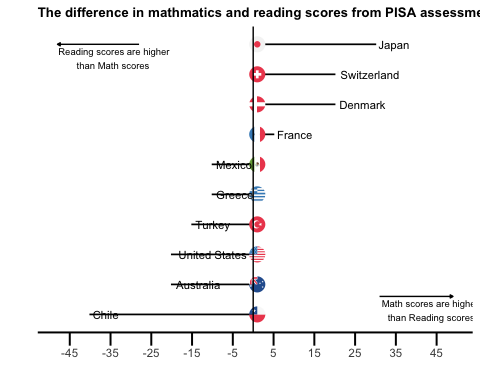 The difference in mathmatics and reading scores from PISA
Reading scores are higher
than Math scores
Japan
Switzerland
Denmark
France
Mexico
Greece
Turkey
United States
Australia
Chile
Math scores are
than Reading scores
-45 -35 -25 -15 -5 5 15 25 35 45